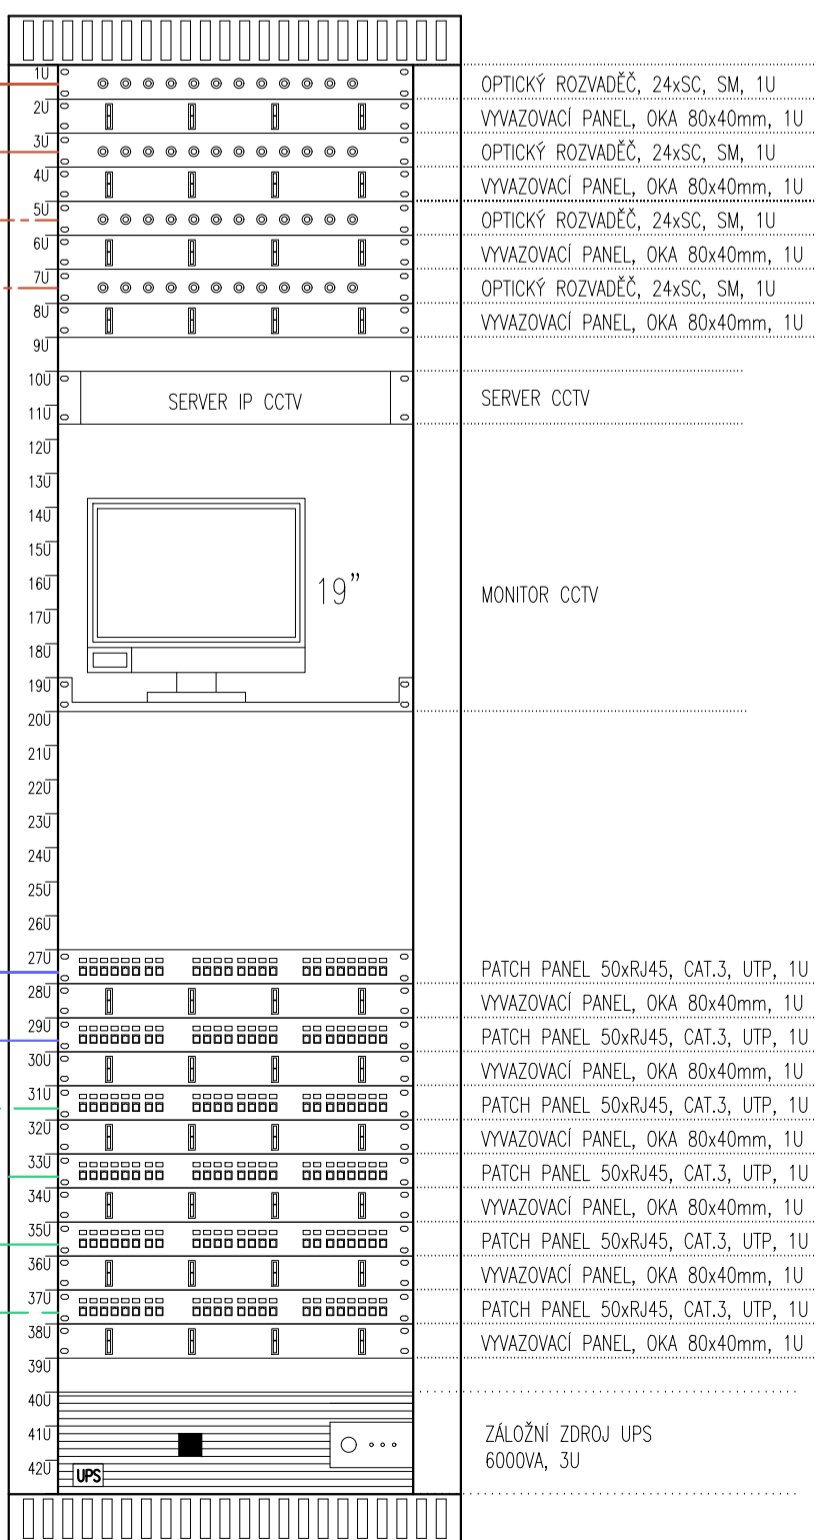 1U
OPTICKÝ ROZVADĚČ, 24xSC, SM, 1U
2U
VYVAZOVACÍ PANEL, OKA 80x40mm, 1U
3U
OPTICKÝ ROZVADĚČ, 24xSC, SM, 1U
4U
VYVAZOVACÍ PANEL, OKA 80x40mm, 1U
5U
OPTICKÝ ROZVADĚČ, 24xSC, SM, 1U
6U
VYVAZOVACÍ PANEL, OKA 80x40mm, 1U
7U
OPTICKÝ ROZVADĚČ, 24xSC, SM, 1U
8U
VYVAZOVACÍ PANEL, OKA 80x40mm, 1U
9U
10U
SERVER IP CCTV
SERVER CCTV
11U
12U
13U
14U
15U
16U
19"
MONITOR CCTV
17U
18U
19U
20U
21U
22U
23U
24U
25U
26U
27U
PATCH PANEL 50xRJ45, CAT.3, UTP, 1U
28U
VYVAZOVACÍ PANEL, OKA 80x40mm, 1U
29U
PATCH PANEL 50xRJ45, CAT.3, UTP, 1U
30U
VYVAZOVACÍ PANEL, OKA 80x40mm, 1U
31U
PATCH PANEL 50xRJ45, CAT.3, UTP, 1U
32U
VYVAZOVACÍ PANEL, OKA 80x40mm, 1U
33U
PATCH PANEL 50xRJ45, CAT.3, UTP, 1U
34U
VYVAZOVACÍ PANEL, OKA 80x40mm, 1U
35U
PATCH PANEL 50xRJ45, CAT.3, UTP, 1U
36U
VYVAZOVACÍ PANEL, OKA 80x40mm, 1U
37U
PATCH PANEL 50xRJ45, CAT.3, UTP, 1U
38U
VYVAZOVACÍ PANEL, OKA 80x40mm, 1U
39U
40U
41U
ZÁLOŽNÍ ZDROJ UPS
6000VA, 3U
42U
UPS